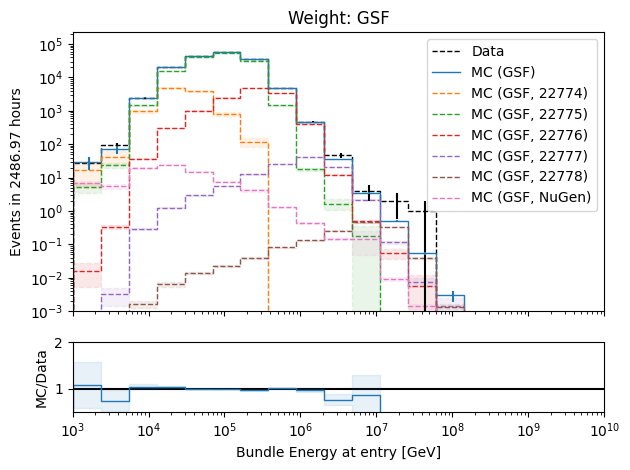 Weight: GSF
Events in 2486.97 hours
10^5
10^4
10^3
10^2
10^1
10^0
10^-1
10^-2
10^-3
Data
MC (GSF)
MC (GSF, 22774)
MC (GSF, 22775)
MC (GSF, 22776)
MC (GSF, 22777)
MC (GSF, 22778)
MC (GSF, NuGen)
MC/Data
2
1
10^3 10^4 10^5 10^6 10^7 10^8 10^9 10^10
Bundle Energy at entry [GeV]